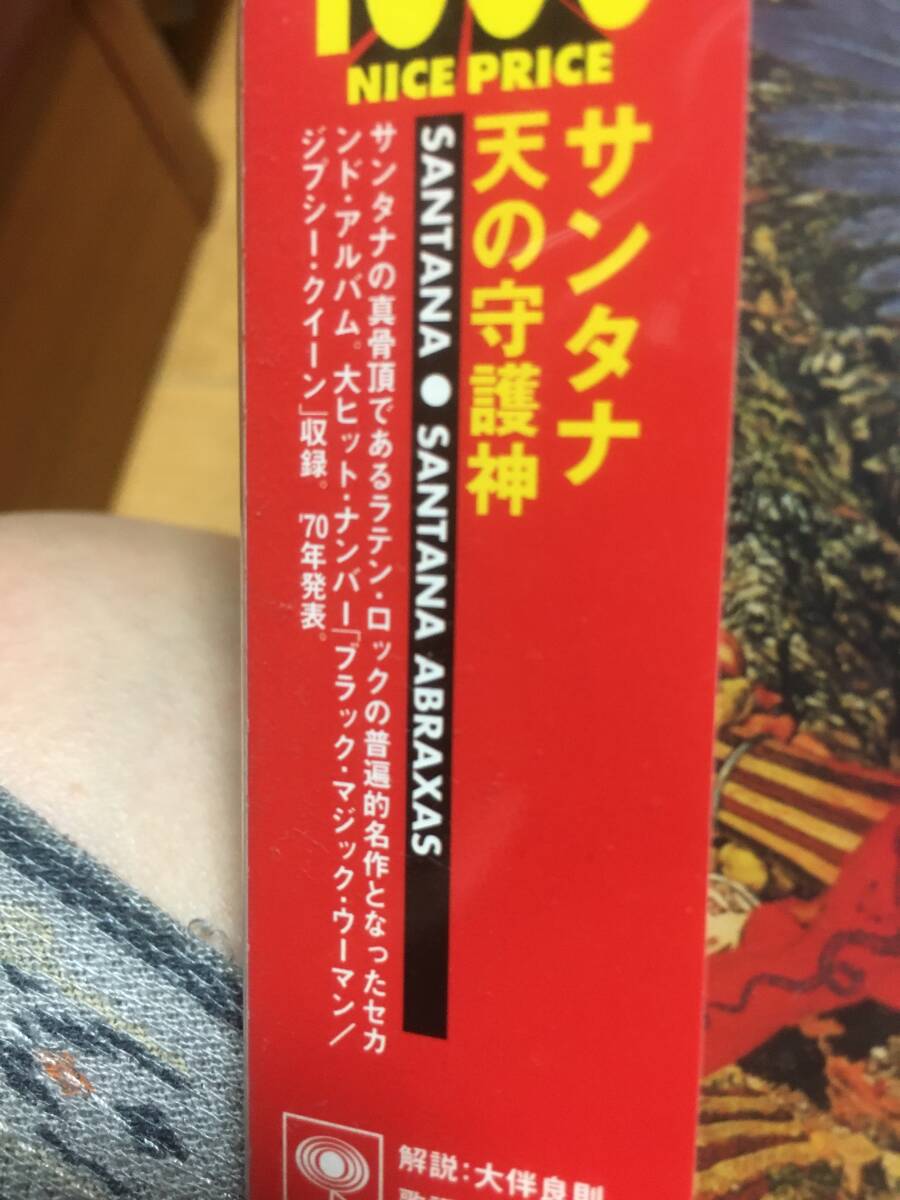 NICE PRICE
サンタナ
天の守護神
SANTANA ● SANTANA ABRAXAS
サンタナの真骨頂であるラテン・ロックの普遍的名作となったセカ
ンド・アルバム。大ヒット・ナンバー「ブラック・マジック・ウーマン／
ジプシー・クイーン」収録。 '70年発表。
解説：大伴良則